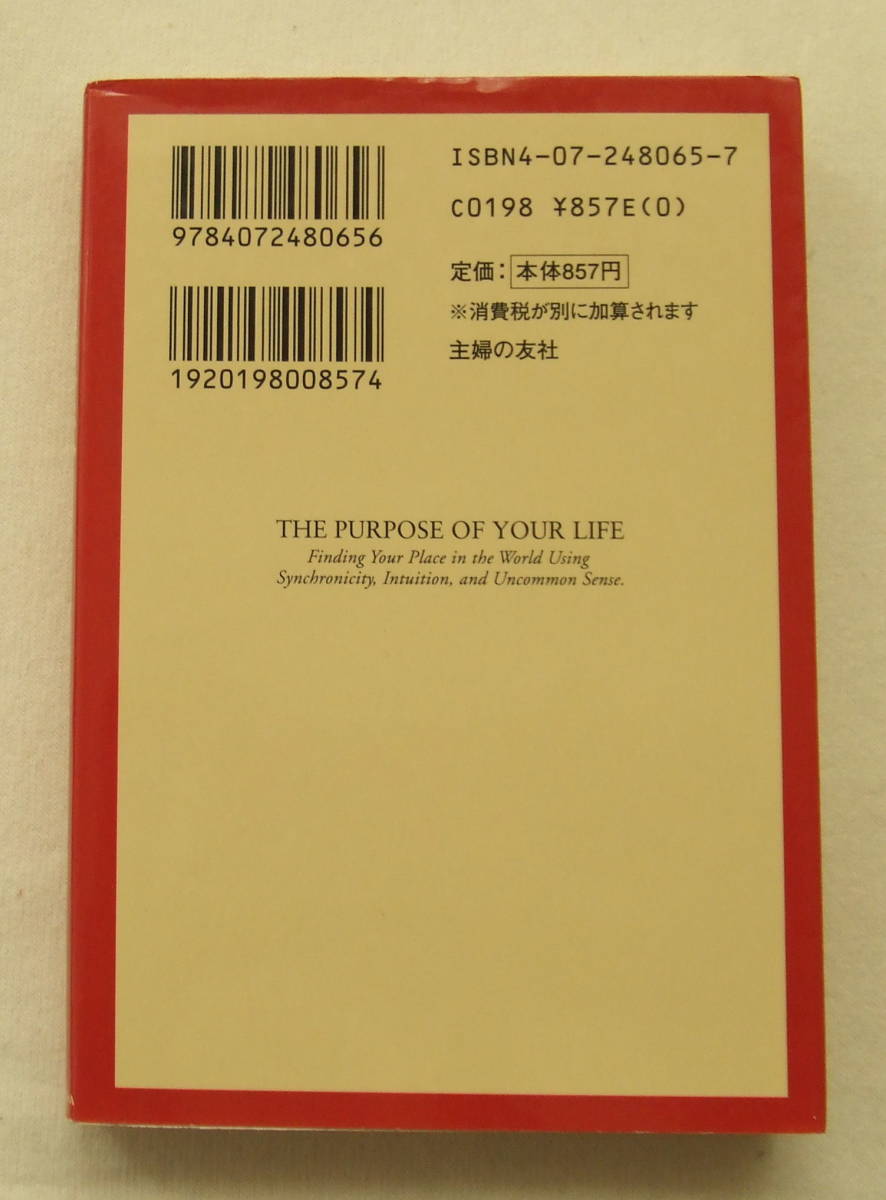 9784072480656
1920198008574
ISBN4-07-248065-7
C0198 ¥857E(0)
定価：本体857円
※消費税が別に加算されます
主婦の友社
THE PURPOSE OF YOUR LIFE
Finding Your Place in the World Using
Synchronicity, Intuition, and Uncommon Sense.